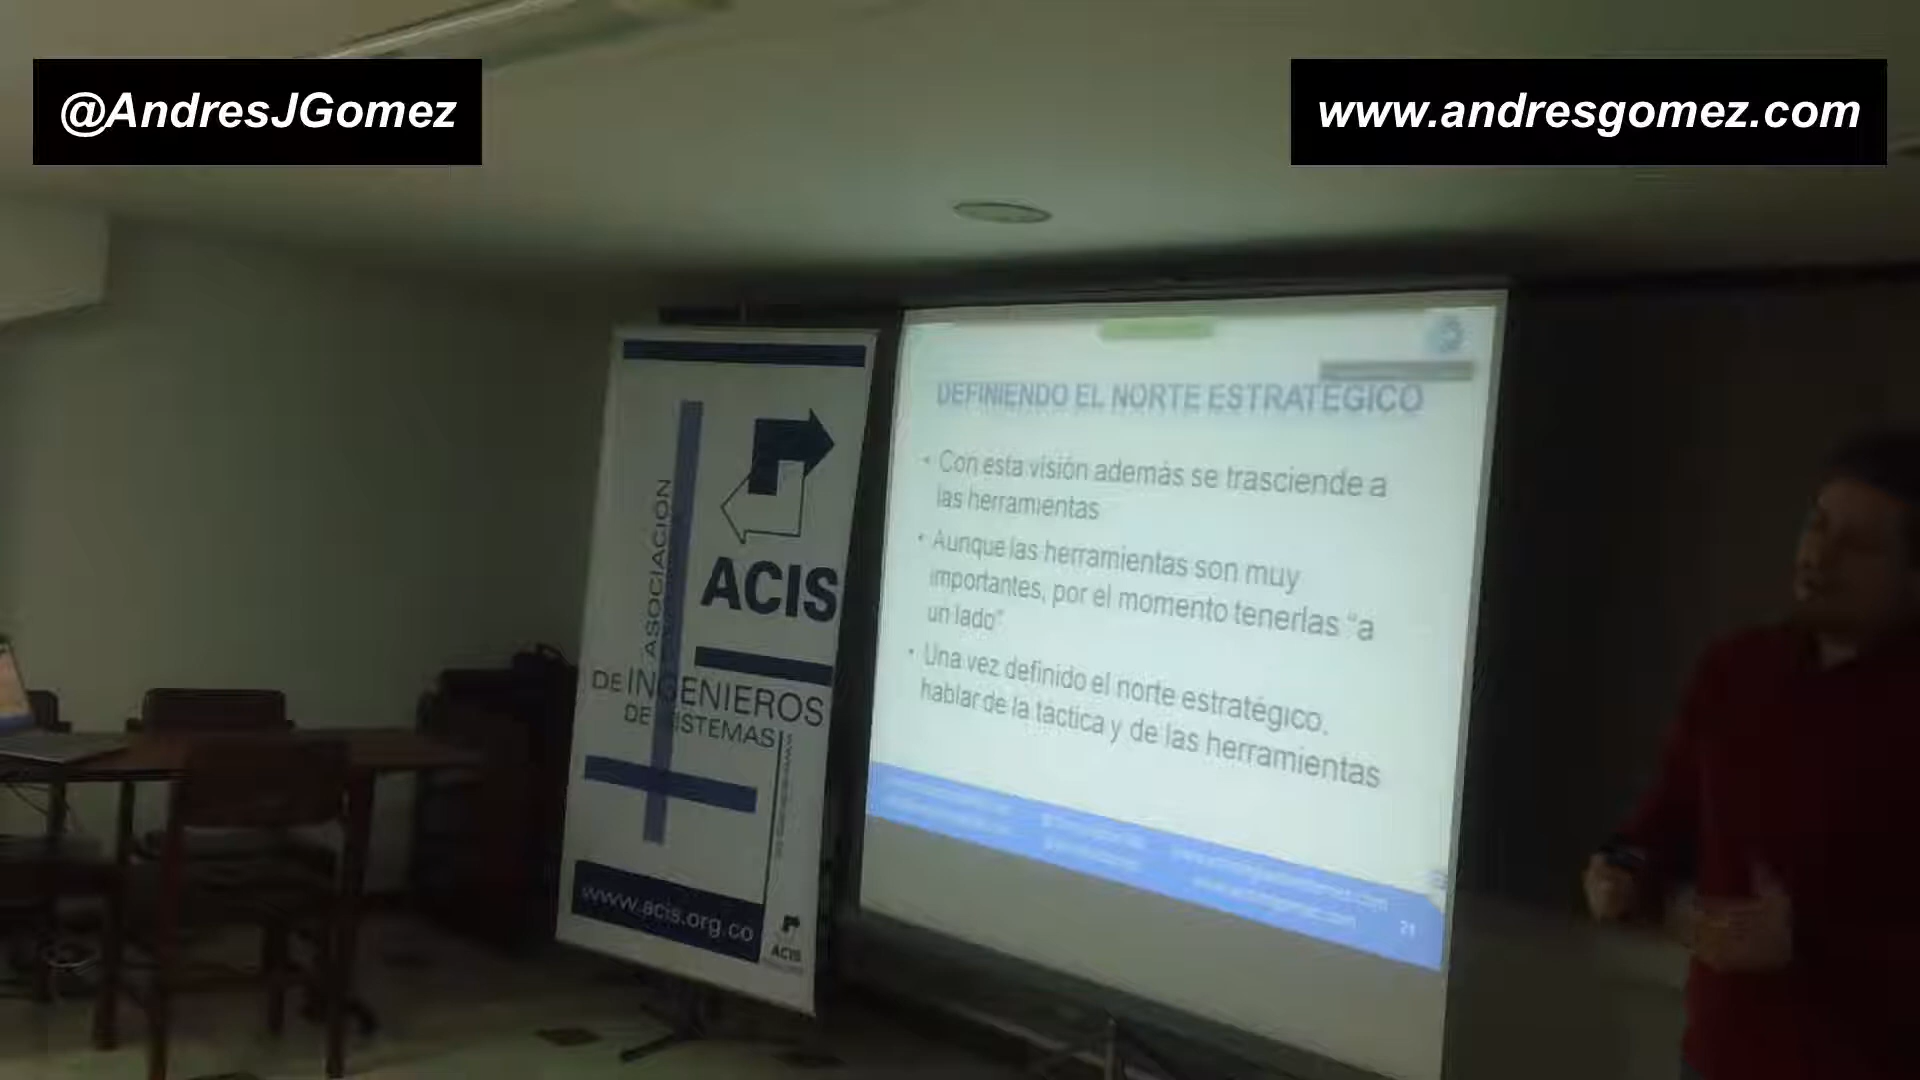 @AndresJGomez
www.andresgomez.com
ASOCIACIÓN
ACIS
DE INGENIEROS
DE SISTEMAS
www.acis.org.co
ACIS
DEFINIENDO EL NORTE ESTRATÉGICO
• Con esta visión además se trasciende a
las herramientas
• Aunque las herramientas son muy
importantes, por el momento tenerlas “a
un lado”
• Una vez definido el norte estratégico,
hablar de la táctica y de las herramientas
21